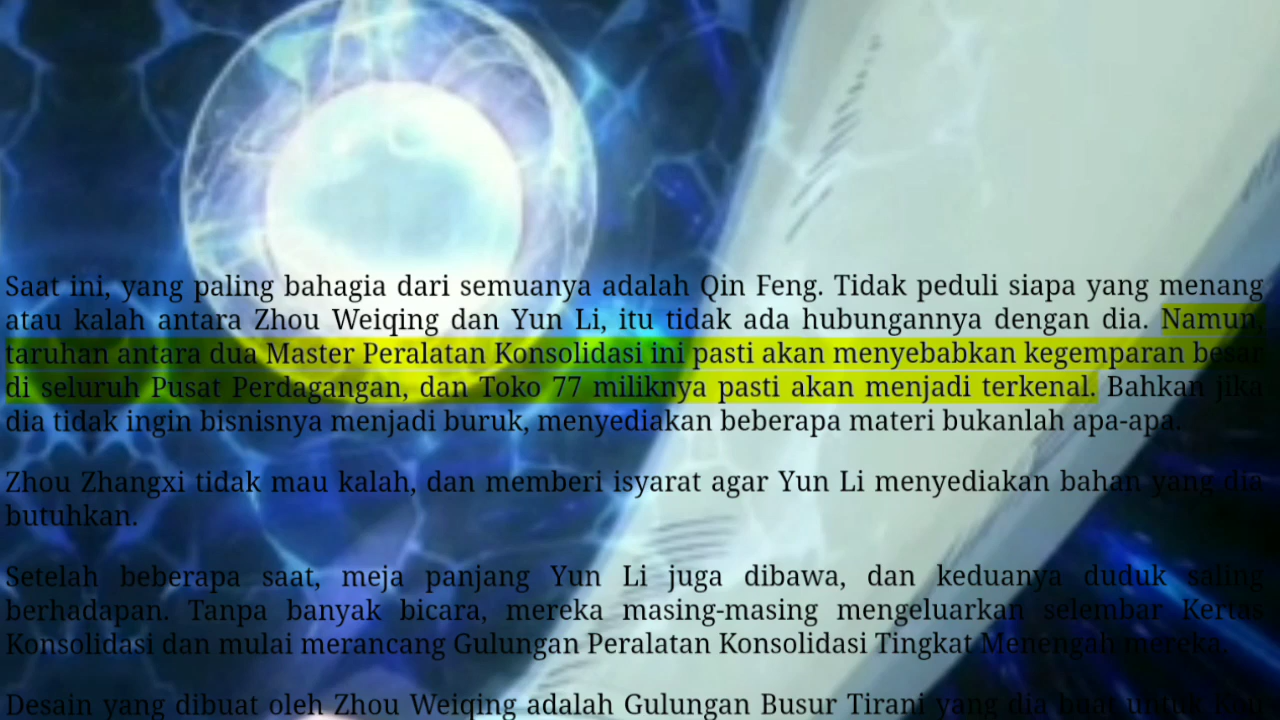 Saat ini, yang paling bahagia dari semuanya adalah Qin Feng. Tidak peduli siapa yang menang
atau kalah antara Zhou Weiqing dan Yun Li, itu tidak ada hubungannya dengan dia. Namun,
taruhan antara dua Master Peralatan Konsolidasi ini pasti akan menyebabkan kegemparan besar
di seluruh Pusat Perdagangan, dan Toko 77 miliknya pasti akan menjadi terkenal. Bahkan jika
dia tidak ingin bisnisnya menjadi buruk, menyediakan beberapa materi bukanlah apa-apa.
Zhou Zhangxi tidak mau kalah, dan memberi isyarat agar Yun Li menyediakan bahan yang dia
butuhkan.
Setelah beberapa saat, meja panjang Yun Li juga dibawa, dan keduanya duduk saling
berhadapan. Tanpa banyak bicara, mereka masing-masing mengeluarkan selembar Kertas
Konsolidasi dan mulai merancang Gulungan Peralatan Konsolidasi Tingkat Menengah mereka.
Desain yang dibuat oleh Zhou Weiqing adalah Gulungan Busur Tirani yang dia buat untuk